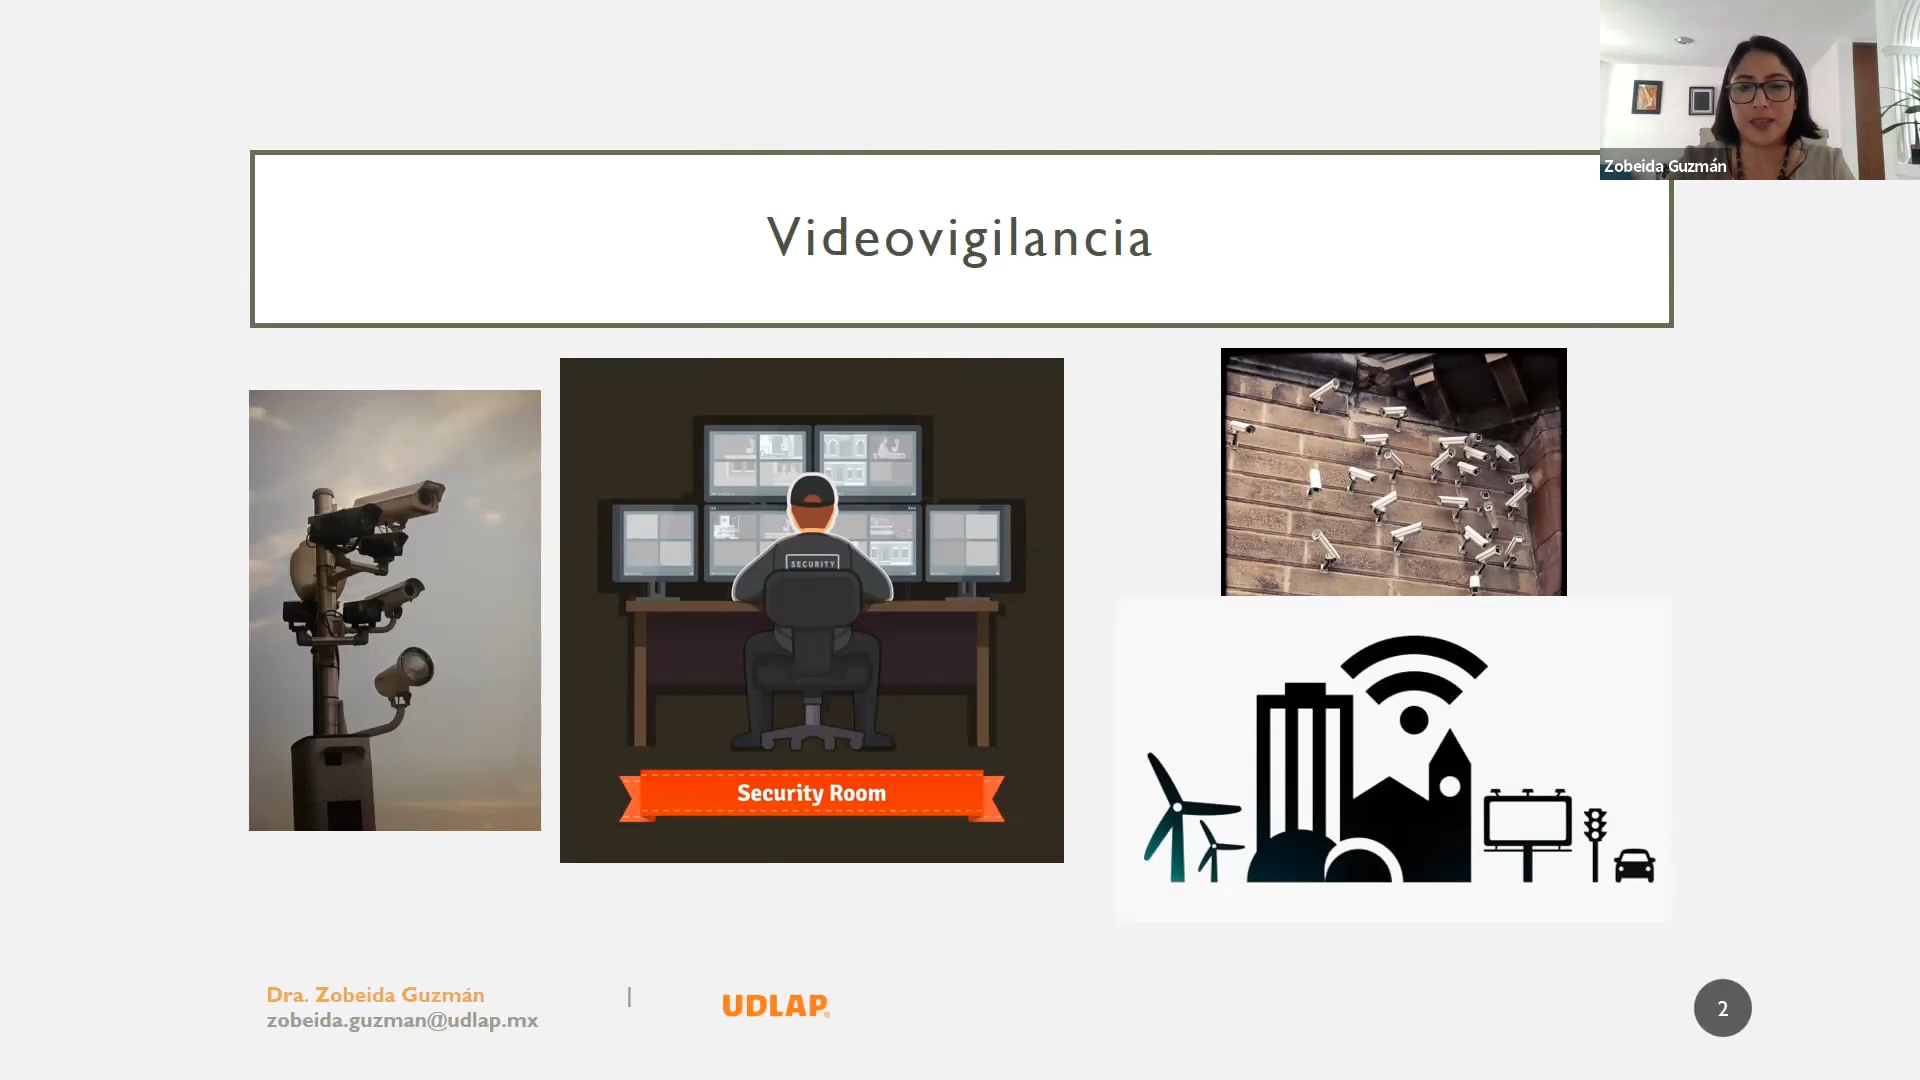 Zobeida Guzmán
Videovigilancia
SECURITY
Security Room
Dra. Zobeida Guzmán
zobeida.guzman@udlap.mx
|
UDLAP®
2